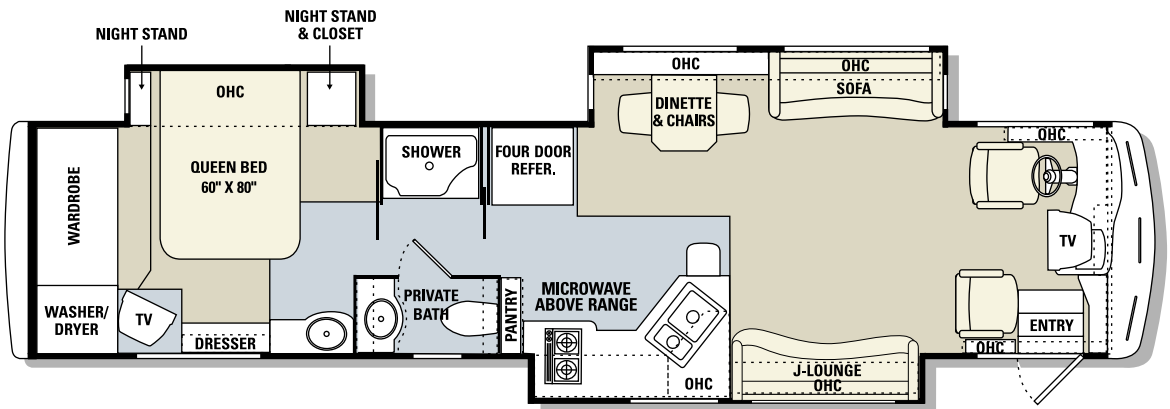 NIGHT STAND
NIGHT STAND
& CLOSET
OHC
QUEEN BED
60" X 80"
WARDROBE
WASHER/
DRYER
TV
DRESSER
SHOWER
FOUR DOOR
REFER.
PRIVATE
BATH
PANTRY
MICROWAVE
ABOVE RANGE
OHC
OHC
DINETTE
& CHAIRS
OHC
SOFA
J-LOUNGE
OHC
OHC
TV
ENTRY
OHC